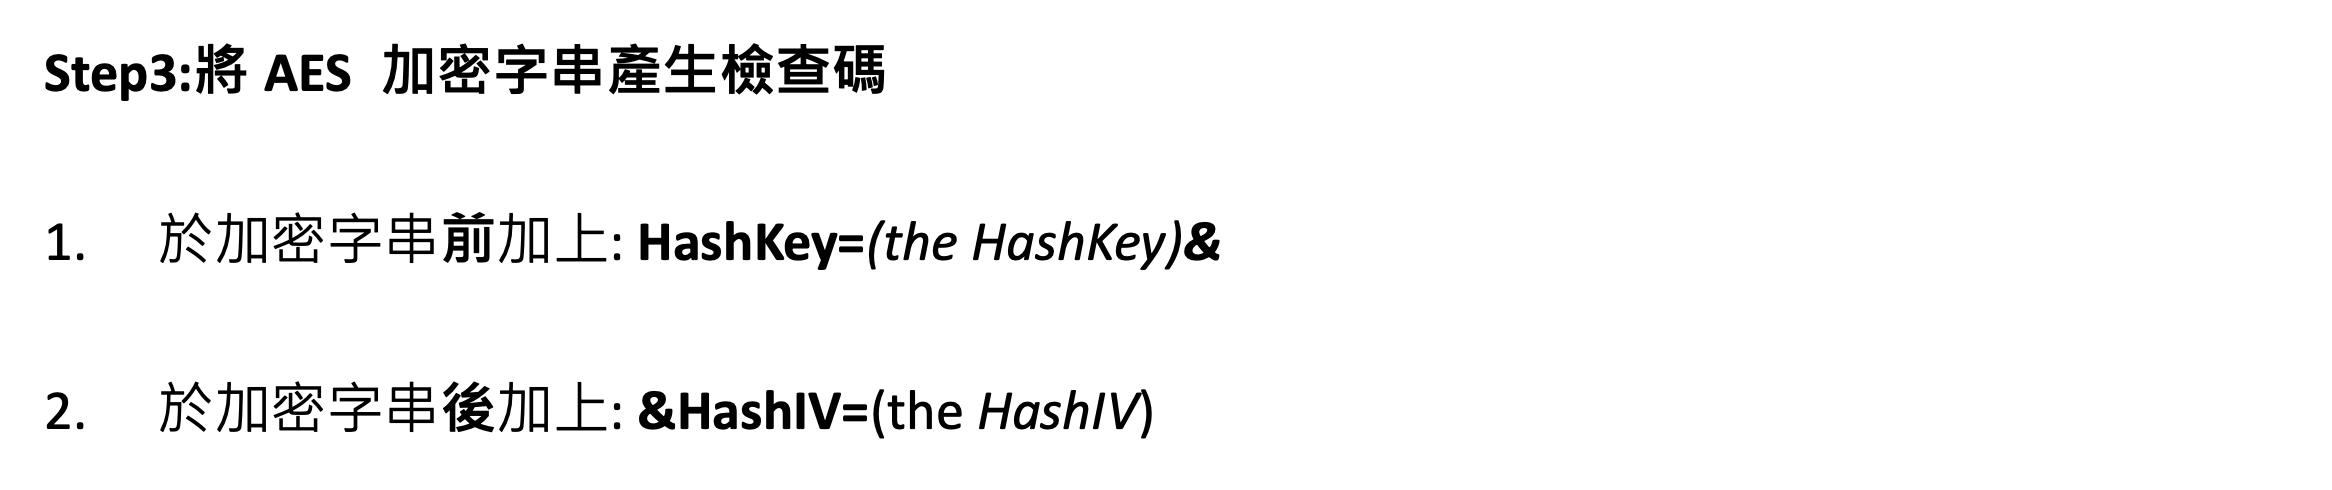 Step3:將 AES 加密字串產生檢查碼
1. 於加密字串前加上: HashKey=(the HashKey)&
2. 於加密字串後加上: &HashIV=(the HashIV)